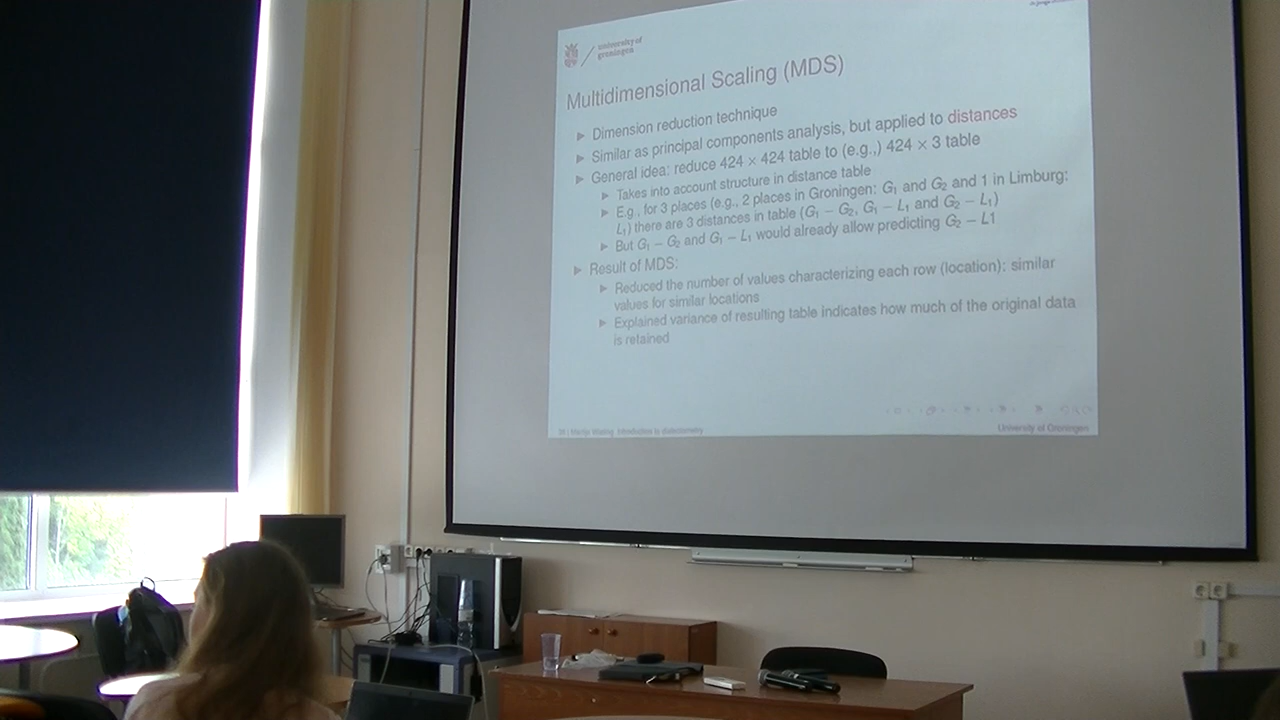 university of
groningen
Multidimensional Scaling (MDS)
▶ Dimension reduction technique
▶ Similar as principal components analysis, but applied to distances
▶ General idea: reduce 424 × 424 table to (e.g.,) 424 × 3 table
▶ Takes into account structure in distance table
▶ E.g., for 3 places (e.g., 2 places in Groningen: G₁ and G₂ and 1 in Limburg:
L₁) there are 3 distances in table (G₁ − G₂, G₁ − L₁ and G₂ − L₁)
▶ But G₁ − G₂ and G₁ − L₁ would already allow predicting G₂ − L1
▶ Result of MDS:
▶ Reduced the number of values characterizing each row (location): similar
values for similar locations
▶ Explained variance of resulting table indicates how much of the original data
is retained
Introduction to dialectometry
University of Groningen